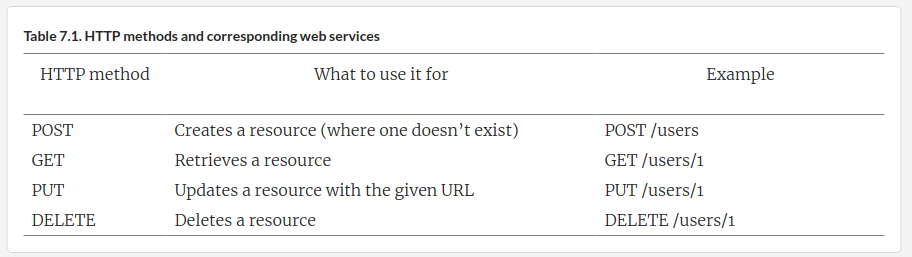 Table 7.1. HTTP methods and corresponding web services
HTTP method What to use it for Example
POST Creates a resource (where one doesn’t exist) POST /users
GET Retrieves a resource GET /users/1
PUT Updates a resource with the given URL PUT /users/1
DELETE Deletes a resource DELETE /users/1